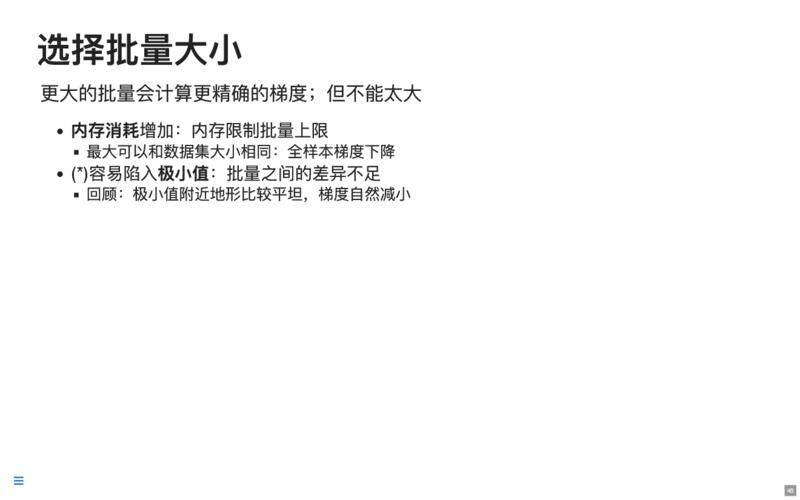 选择批量大小
更大的批量会计算更精确的梯度；但不能太大
• 内存消耗增加：内存限制批量上限
▪ 最大可以和数据集大小相同：全样本梯度下降
• (*)容易陷入极小值：批量之间的差异不足
▪ 回顾：极小值附近地形比较平坦，梯度自然减小